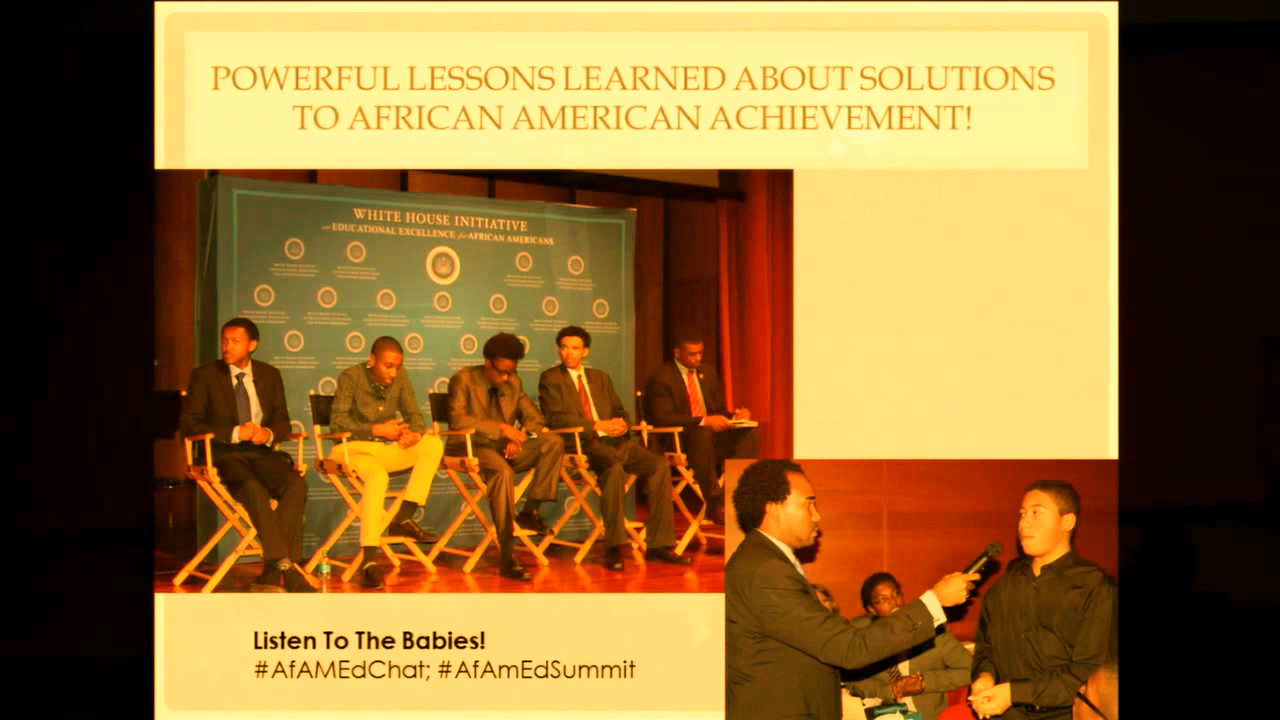 POWERFUL LESSONS LEARNED ABOUT SOLUTIONS
TO AFRICAN AMERICAN ACHIEVEMENT!
WHITE HOUSE INITIATIVE
on EDUCATIONAL EXCELLENCE for AFRICAN AMERICANS
Listen To The Babies!
#AfAMEdChat; #AfAmEdSummit